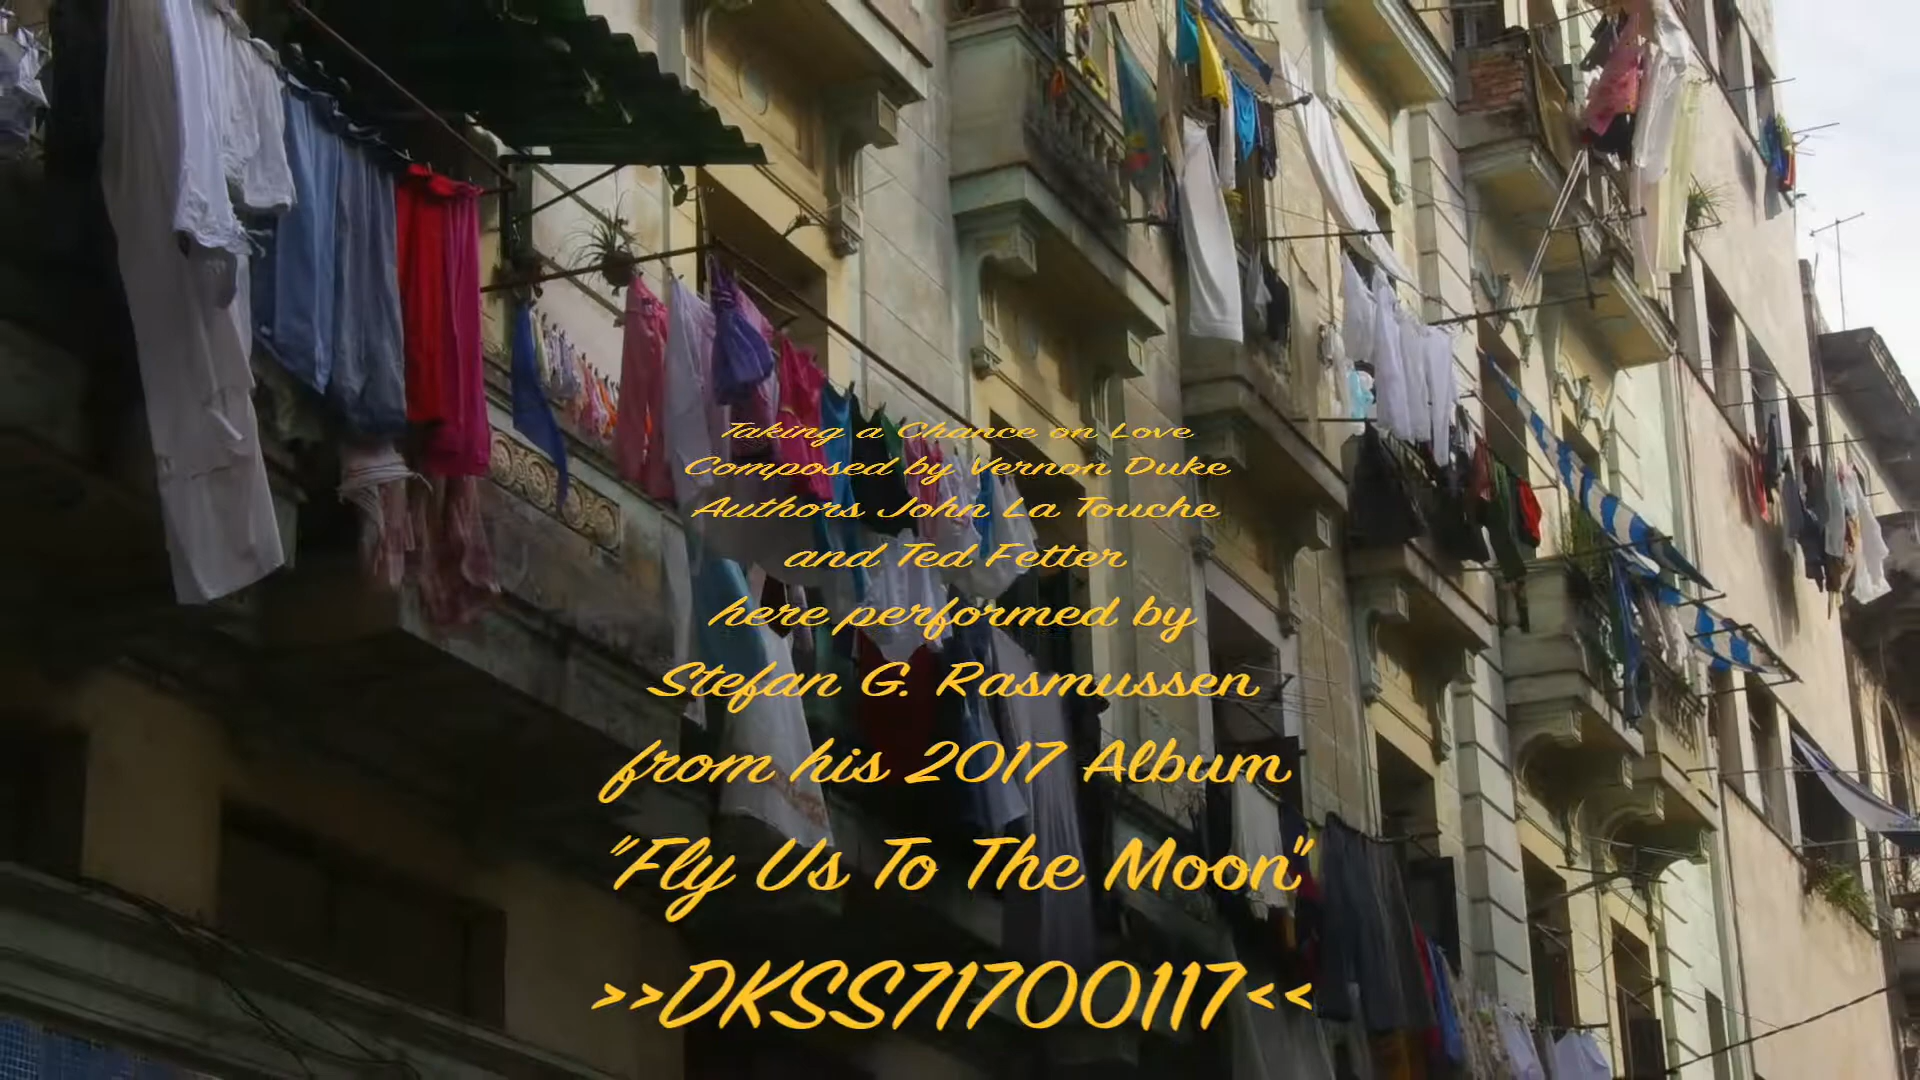 Taking a Chance on Love
Composed by Vernon Duke
Authors John La Touche
and Ted Fetter
here performed by
Stefan G. Rasmussen
from his 2017 Album
"Fly Us To The Moon"
>>DKSS71700117<<